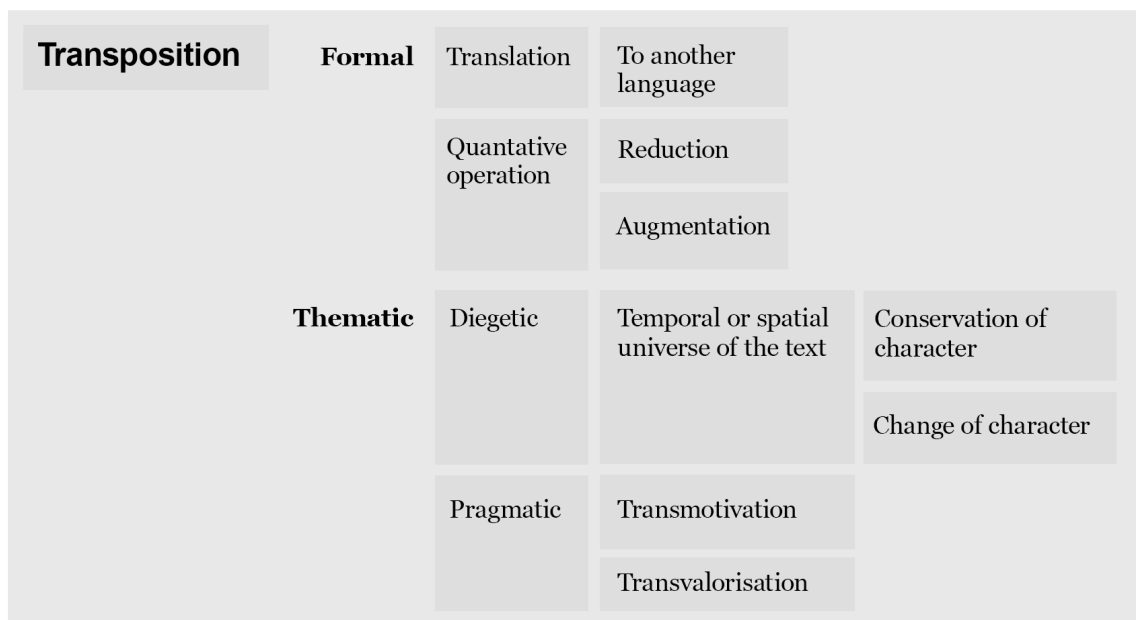 Transposition
Formal
Translation
To another
language
Quantative
operation
Reduction
Augmentation
Thematic
Diegetic
Temporal or spatial
universe of the text
Conservation of
character
Change of character
Pragmatic
Transmotivation
Transvalorisation